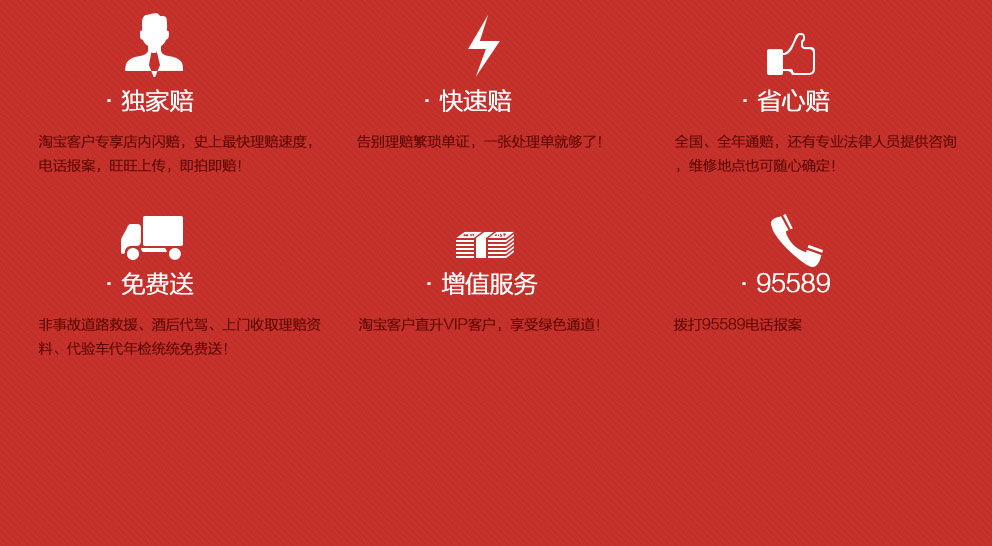 · 独家赔
淘宝客户专享店内闪赔，史上最快理赔速度，
电话报案，旺旺上传，即拍即赔！
· 快速赔
告别理赔繁琐单证，一张处理单就够了！
· 省心赔
全国、全年通赔，还有专业法律人员提供咨询
，维修地点也可随心确定！
· 免费送
非事故道路救援、酒后代驾、上门收取理赔资
料、代验车代年检统统免费送！
· 增值服务
淘宝客户直升VIP客户，享受绿色通道！
· 95589
拨打95589电话报案